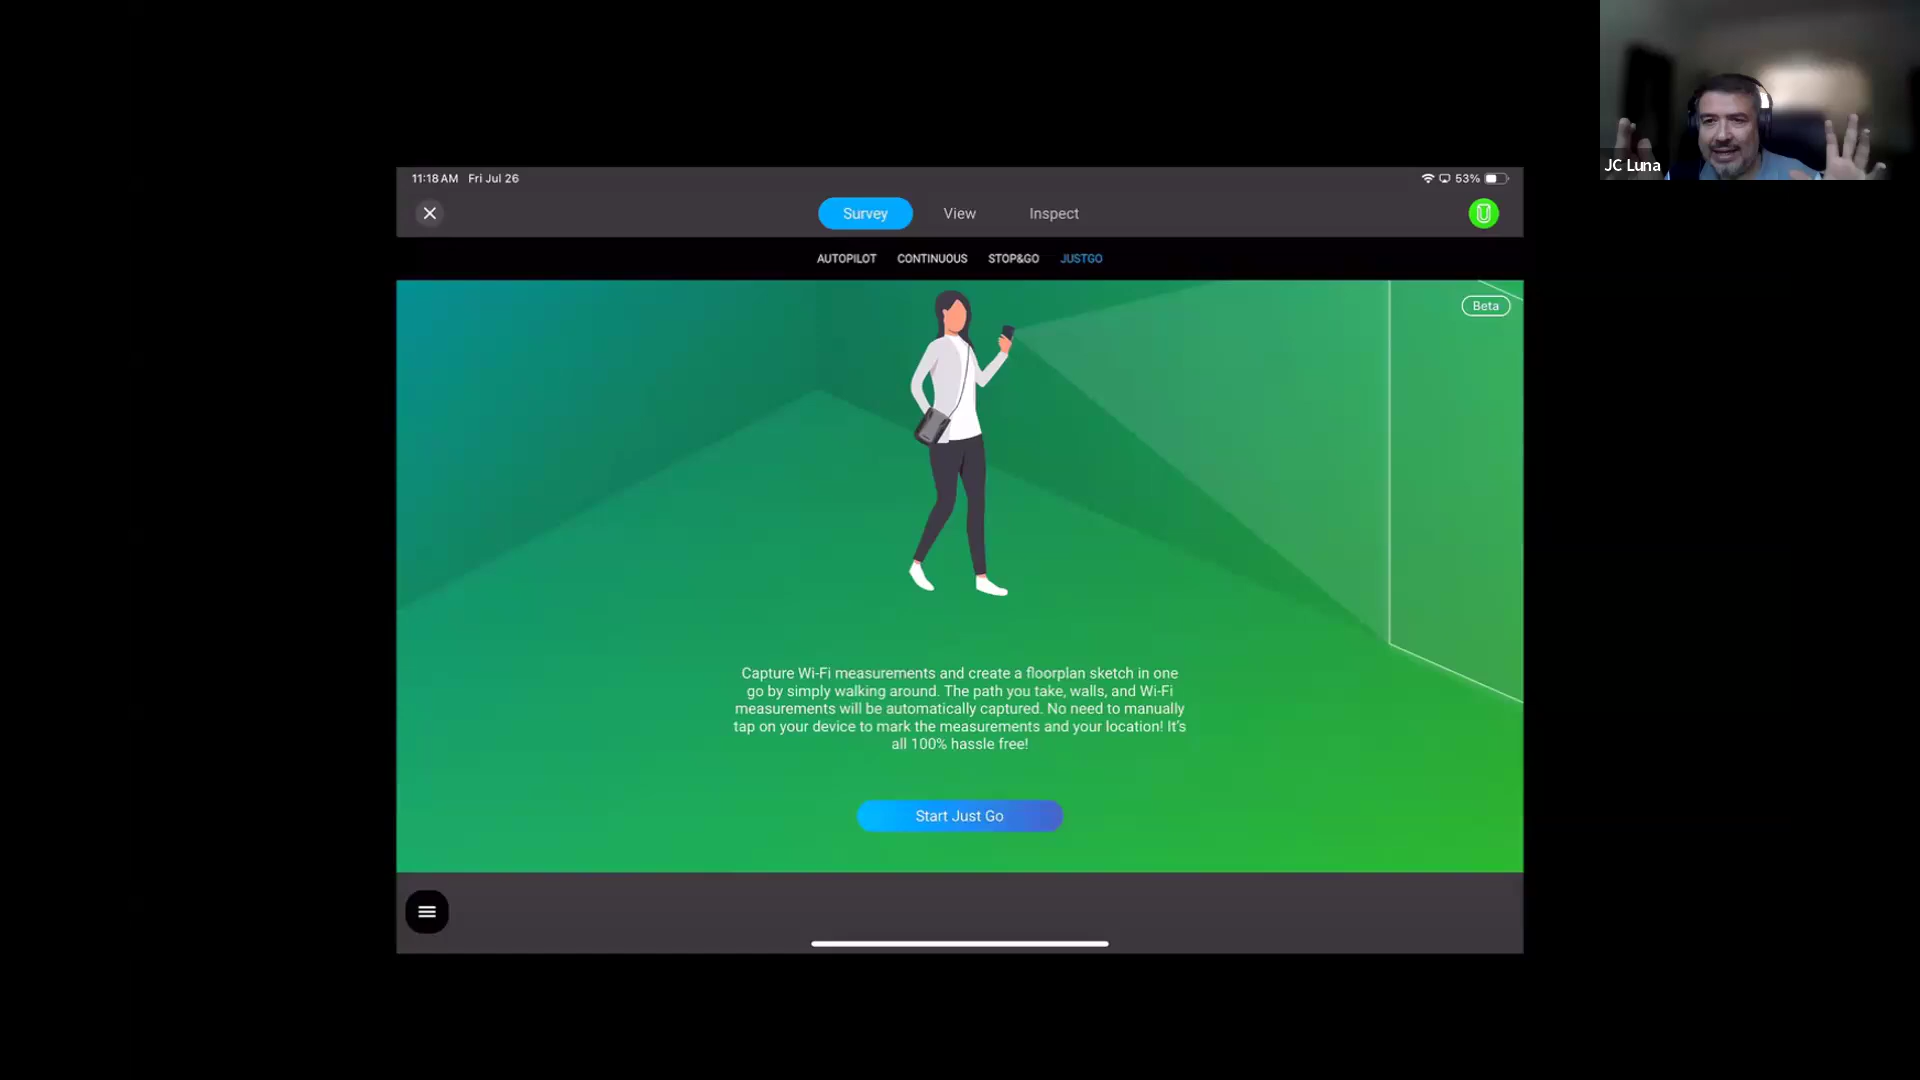 JC Luna
11:18 AM Fri Jul 26
53%
Survey View Inspect
AUTOPILOT CONTINUOUS STOP&GO JUSTGO
Beta
Capture Wi-Fi measurements and create a floorplan sketch in one
go by simply walking around. The path you take, walls, and Wi-Fi
measurements will be automatically captured. No need to manually
tap on your device to mark the measurements and your location! It's
all 100% hassle free!
Start Just Go